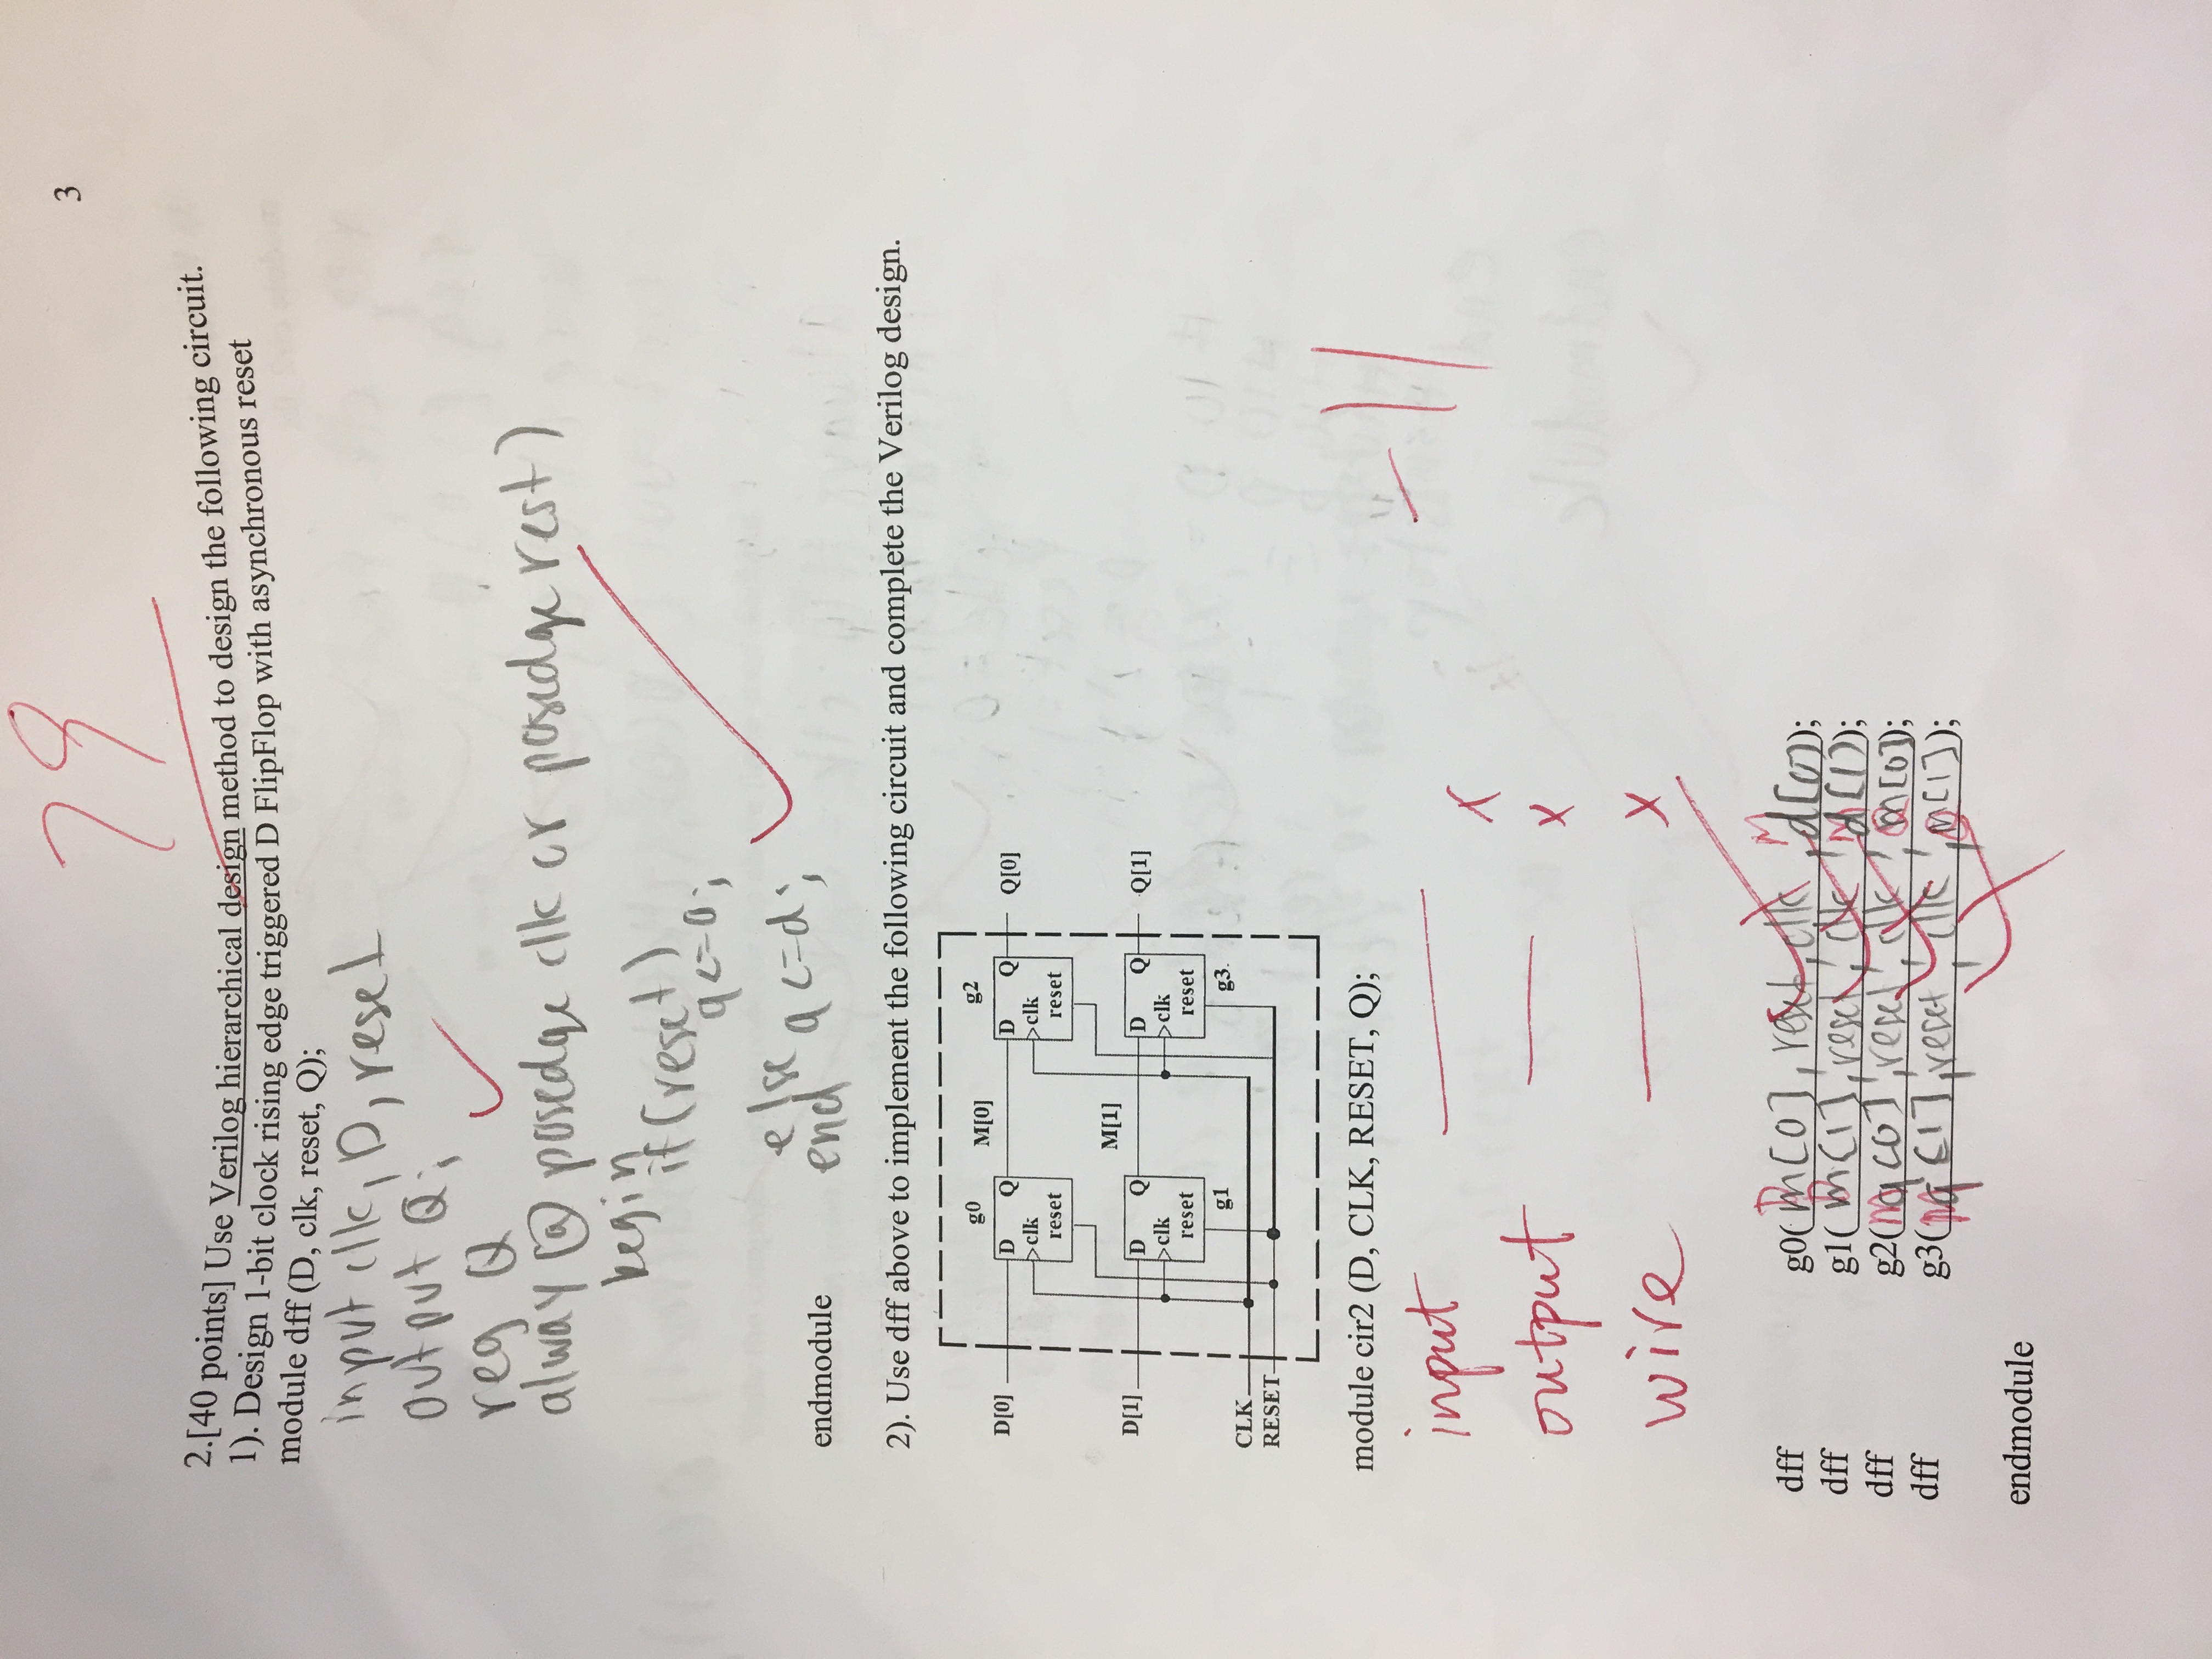 3
2.[40 points] Use Verilog hierarchical design method to design the following circuit.
1). Design 1-bit clock rising edge triggered D FlipFlop with asynchronous reset
module dff (D, clk, reset, Q);
input clk, D, reset
output Q;
reg Q
alway @ posedge clk or posedge rest)
begin
if(reset)
q<=0;
else q<=d;
end
endmodule
2). Use dff above to implement the following circuit and complete the Verilog design.
g0 M[0] g2
D[0] D Q D Q Q[0]
clk clk
reset reset
M[1]
D[1] D Q D Q Q[1]
clk clk
reset reset
g1 g3
CLK
RESET
module cir2 (D, CLK, RESET, Q);
-11
input
output
wire
dff g0( m[0], reset, clk, d[0]);
dff g1( m[1], reset, clk, d[1]);
dff g2( q[0], reset, clk, m[0]);
dff g3( q[1], reset, clk, m[1]);
endmodule